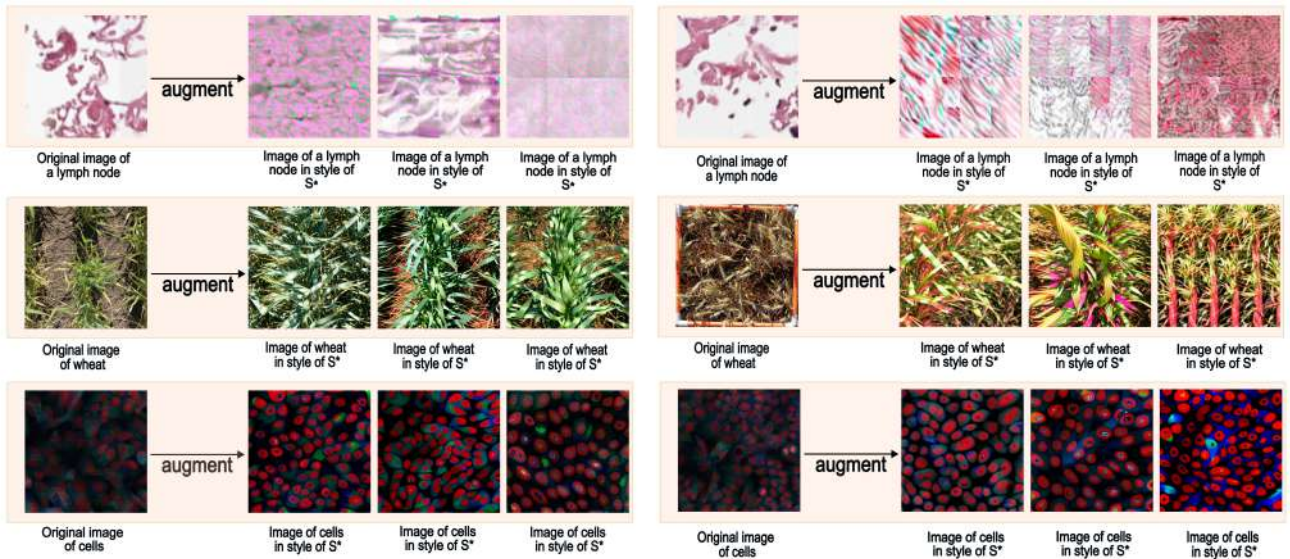 augment
augment
Original image of
a lymph node
Image of a lymph
node in style of
S*
Image of a lymph
node in style of
S*
Image of a lymph
node in style of
S*
Original image of
a lymph node
Image of a lymph
node in style of
S*
Image of a lymph
node in style of
S*
Image of a lymph
node in style of
S*
augment
augment
Original image
of wheat
Image of wheat
in style of S*
Image of wheat
in style of S*
Image of wheat
in style of S*
Original image
of wheat
Image of wheat
in style of S*
Image of wheat
in style of S*
Image of wheat
in style of S*
augment
augment
Original image
of cells
Image of cells
in style of S*
Image of cells
in style of S*
Image of cells
in style of S*
Original image
of cells
Image of cells
in style of S*
Image of cells
in style of S*
Image of cells
in style of S*